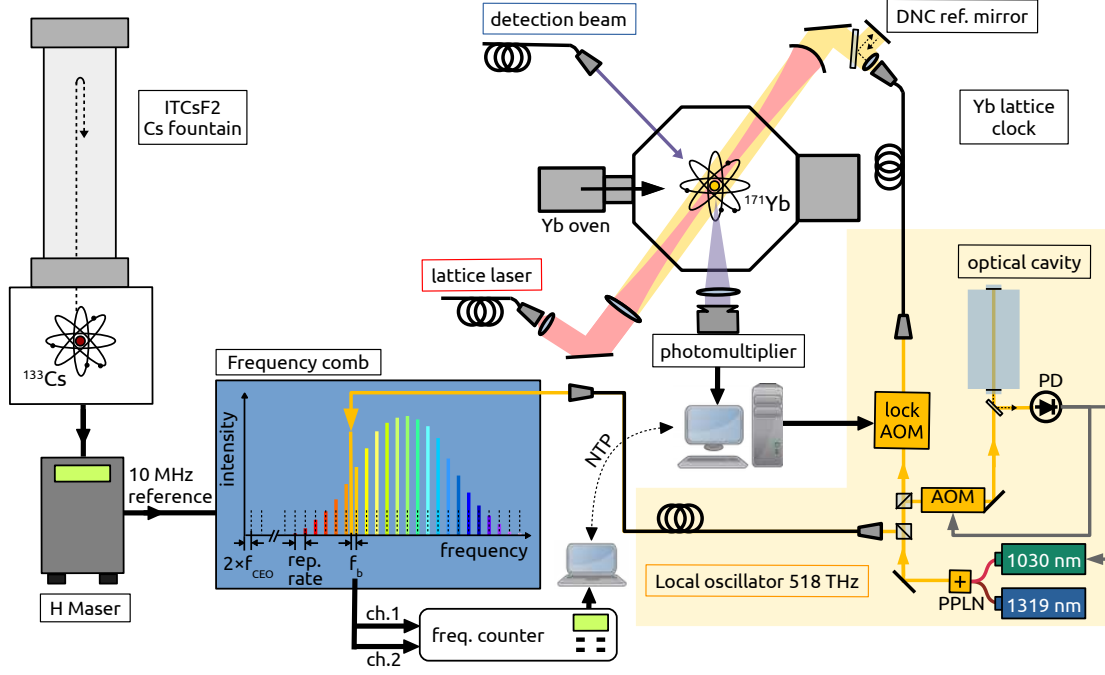 detection beam
DNC ref. mirror
ITCsF2
Cs fountain
Yb lattice
clock
171Yb
Yb oven
lattice laser
optical cavity
133Cs
photomultiplier
Frequency comb
PD
lock
AOM
intensity
NTP
10 MHz
reference
AOM
frequency
2×fCEO
rep.
rate
fb
Local oscillator 518 THz
1030 nm
+
PPLN
1319 nm
H Maser
ch.1
freq. counter
ch.2